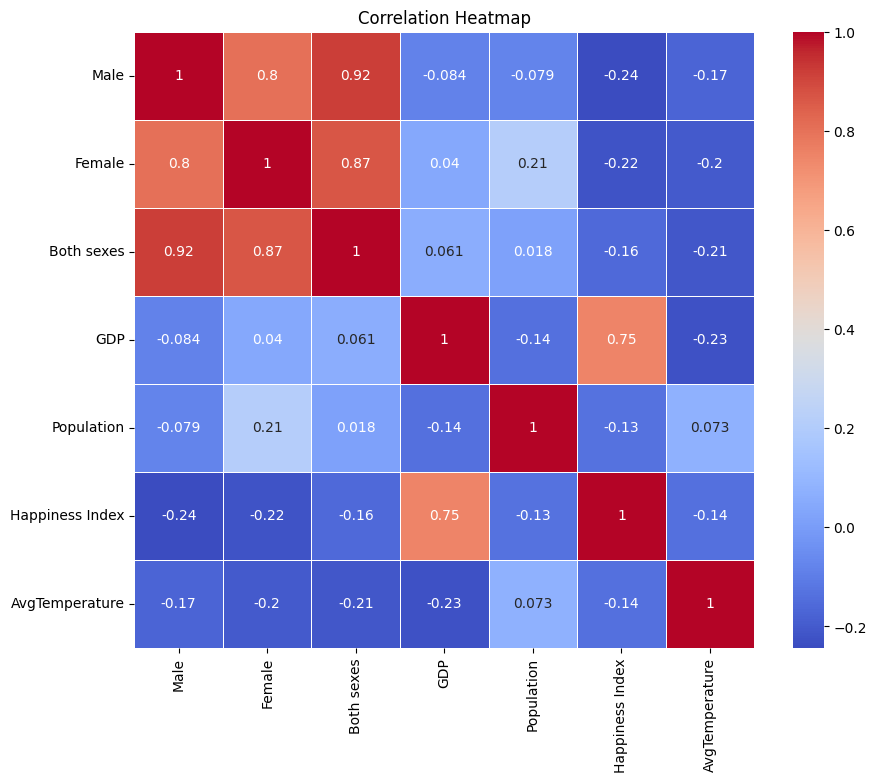 Correlation Heatmap
Male 1 0.8 0.92 -0.084 -0.079 -0.24 -0.17
Female 0.8 1 0.87 0.04 0.21 -0.22 -0.2
Both sexes 0.92 0.87 1 0.061 0.018 -0.16 -0.21
GDP -0.084 0.04 0.061 1 -0.14 0.75 -0.23
Population -0.079 0.21 0.018 -0.14 1 -0.13 0.073
Happiness Index -0.24 -0.22 -0.16 0.75 -0.13 1 -0.14
AvgTemperature -0.17 -0.2 -0.21 -0.23 0.073 -0.14 1
Male
Female
Both sexes
GDP
Population
Happiness Index
AvgTemperature
1.0
0.8
0.6
0.4
0.2
0.0
−0.2